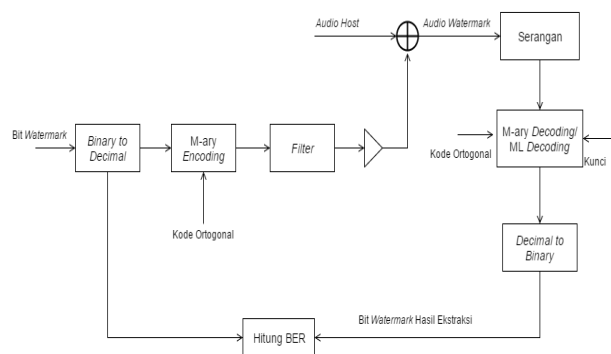 Audio Host
Audio Watermark
Serangan
Bit Watermark
Binary to
Decimal
M-ary
Encoding
Filter
Kode Ortogonal
M-ary Decoding/
ML Decoding
Kode Ortogonal
Kunci
Decimal to
Binary
Bit Watermark Hasil Ekstraksi
Hitung BER